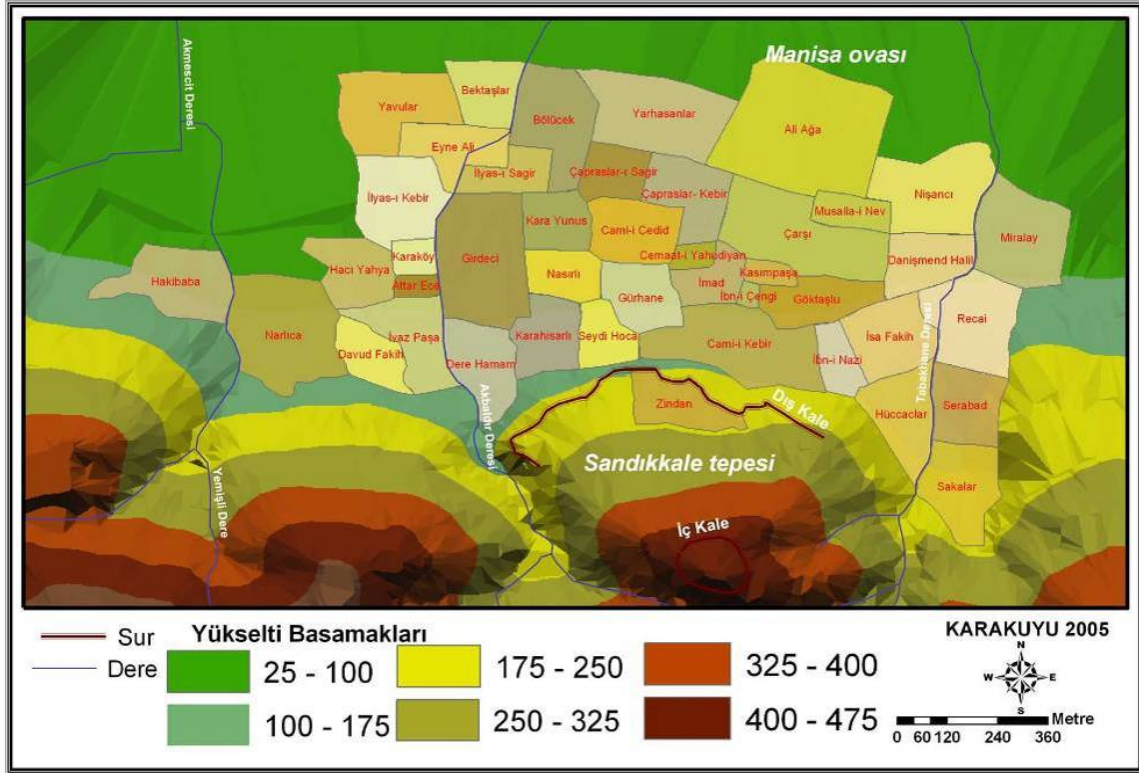 Manisa ovası
Akmescit Deresi
Bektaşlar
Yavular
Bölücek
Yarhasanlar
Ali Ağa
Eyne Ali
İlyas-ı Sagir
Çapraslar-ı Sagir
Çapraslar- Kebir
Nişancı
İlyas-ı Kebir
Musalla-i Nev
Kara Yunus
Cami-i Cedid
Çarşı
Miralay
Karaköy
Girdeci
Cemaat-i Yahudiyan
Danişmend Halil
Hacı Yahya
Nasırlı
Kasımpaşa
Hakibaba
Attar Ece
İmad
Gürhane
İbn-i Çengi
Göktaşlu
Tabakhane Deresi
Recai
Narlıca
İvaz Paşa
Karahisarlı
Seydi Hoca
İsa Fakih
Davud Fakih
Cami-i Kebir
Dere Hamam
İbn-i Nazi
Akbaldır Deresi
Zindan
Dış Kale
Hüccaclar
Serabad
Sandıkkale tepesi
Sakalar
Yemişli Dere
İç Kale
Sur
Dere
Yükselti Basamakları
25 - 100
175 - 250
325 - 400
100 - 175
250 - 325
400 - 475
KARAKUYU 2005
N
W E
S
Metre
0 60 120 240 360